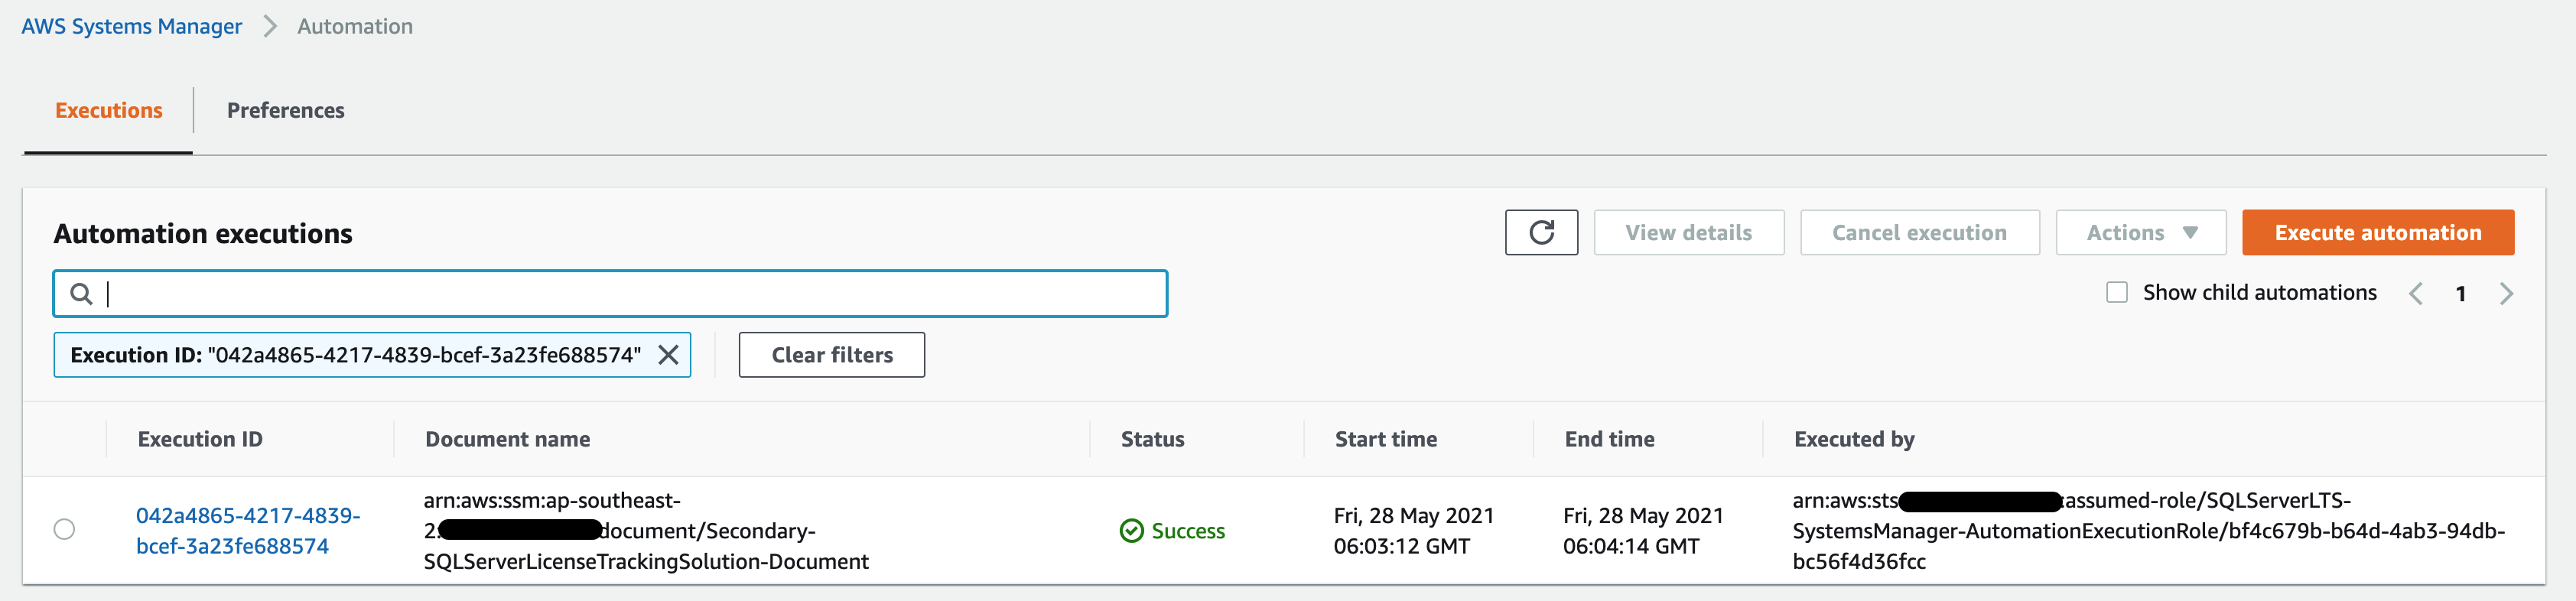 AWS Systems Manager > Automation
Executions Preferences
Automation executions
View details Cancel execution Actions Execute automation
Show child automations 1
Execution ID: "042a4865-4217-4839-bcef-3a23fe688574" Clear filters
Execution ID Document name Status Start time End time Executed by
042a4865-4217-4839-
bcef-3a23fe688574
arn:aws:ssm:ap-southeast-
2: document/Secondary-
SQLServerLicenseTrackingSolution-Document
Success
Fri, 28 May 2021
06:03:12 GMT
Fri, 28 May 2021
06:04:14 GMT
arn:aws:sts :assumed-role/SQLServerLTS-
SystemsManager-AutomationExecutionRole/bf4c679b-b64d-4ab3-94db-
bc56f4d36fcc